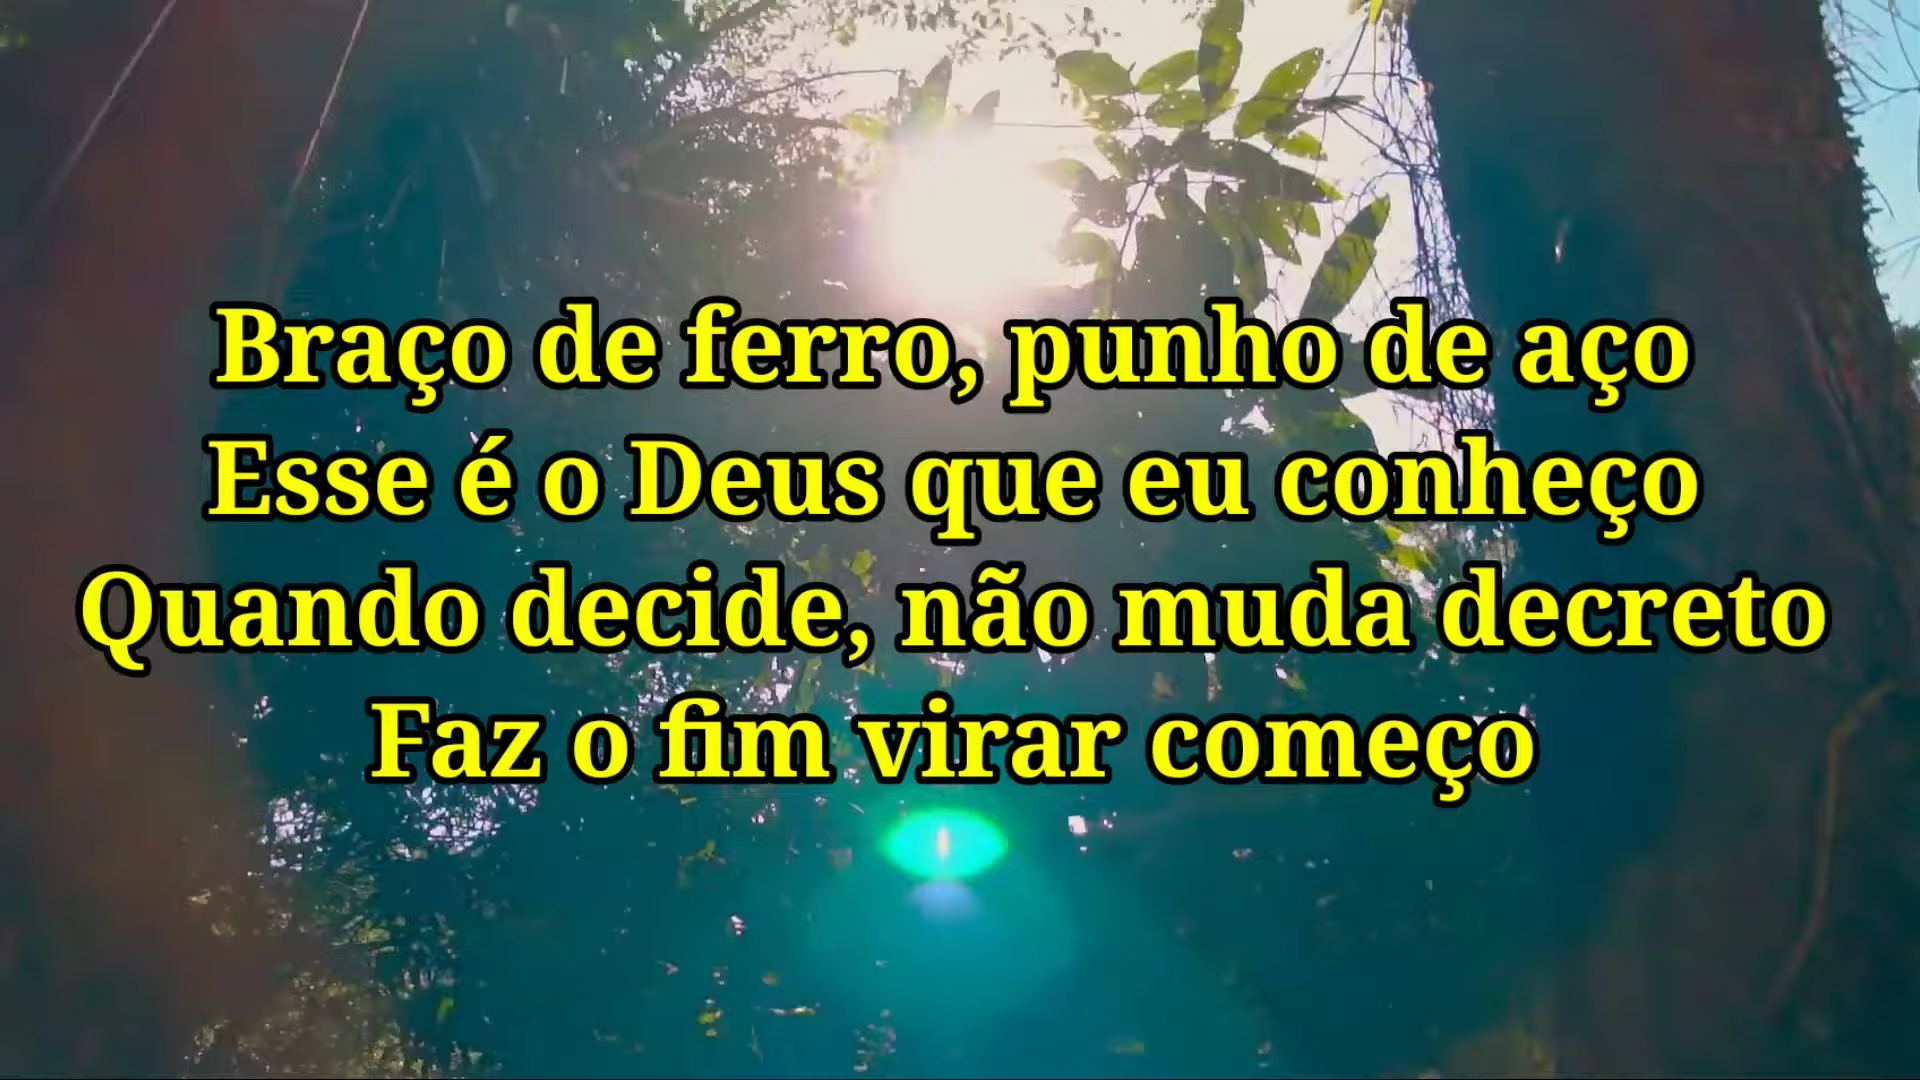 Braço de ferro, punho de aço
Esse é o Deus que eu conheço
Quando decide, não muda decreto
Faz o fim virar começo